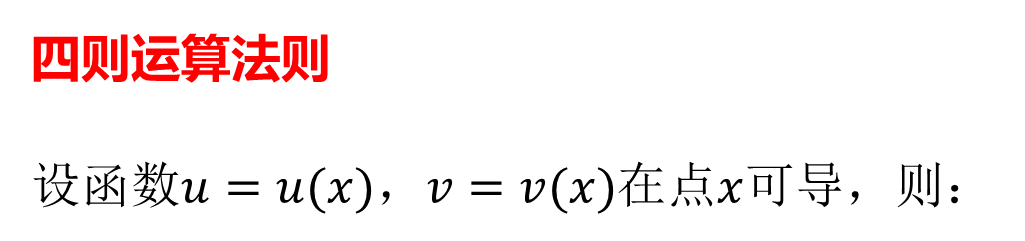 四则运算法则
设函数u = u(x)，v = v(x)在点x可导，则：